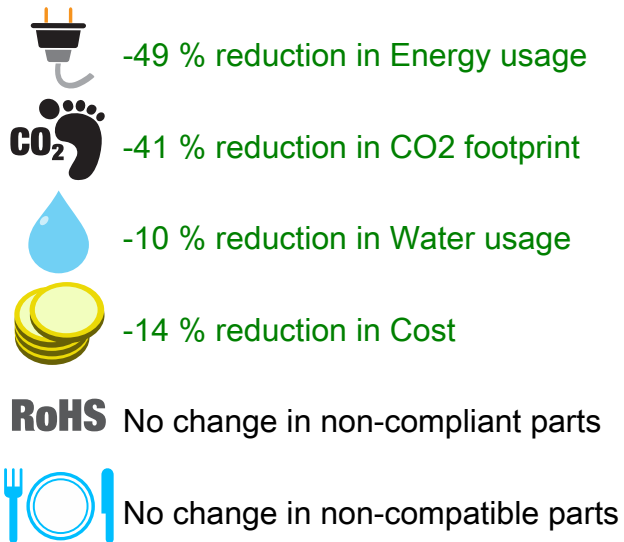 -49 % reduction in Energy usage
CO2 -41 % reduction in CO2 footprint
-10 % reduction in Water usage
-14 % reduction in Cost
RoHS No change in non-compliant parts
No change in non-compatible parts